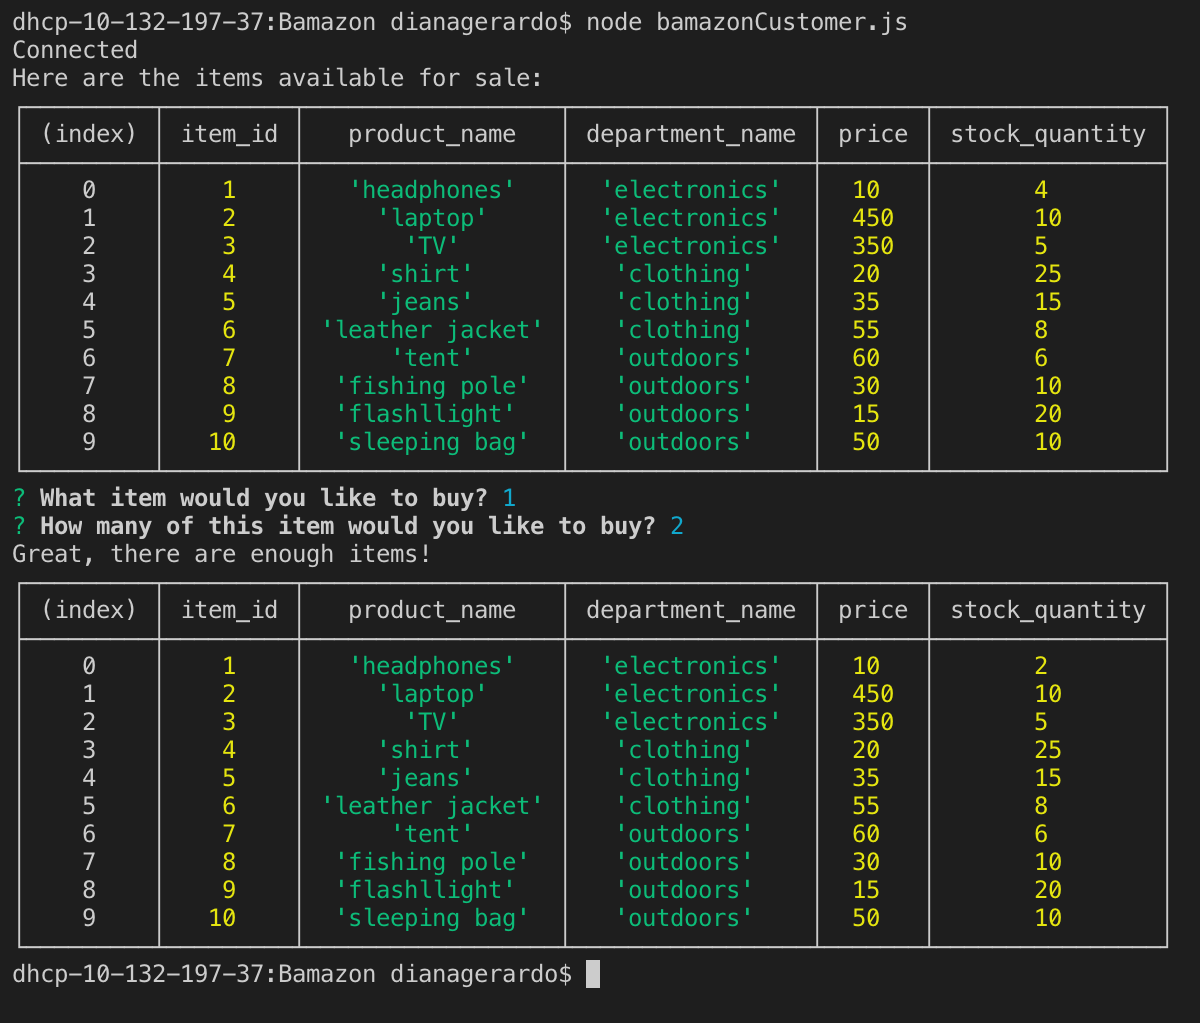 dhcp-10-132-197-37:Bamazon dianagerardo$ node bamazonCustomer.js
Connected
Here are the items available for sale:
(index) item_id product_name department_name price stock_quantity
0 1 'headphones' 'electronics' 10 4
1 2 'laptop' 'electronics' 450 10
2 3 'TV' 'electronics' 350 5
3 4 'shirt' 'clothing' 20 25
4 5 'jeans' 'clothing' 35 15
5 6 'leather jacket' 'clothing' 55 8
6 7 'tent' 'outdoors' 60 6
7 8 'fishing pole' 'outdoors' 30 10
8 9 'flashllight' 'outdoors' 15 20
9 10 'sleeping bag' 'outdoors' 50 10
? What item would you like to buy? 1
? How many of this item would you like to buy? 2
Great, there are enough items!
(index) item_id product_name department_name price stock_quantity
0 1 'headphones' 'electronics' 10 2
1 2 'laptop' 'electronics' 450 10
2 3 'TV' 'electronics' 350 5
3 4 'shirt' 'clothing' 20 25
4 5 'jeans' 'clothing' 35 15
5 6 'leather jacket' 'clothing' 55 8
6 7 'tent' 'outdoors' 60 6
7 8 'fishing pole' 'outdoors' 30 10
8 9 'flashllight' 'outdoors' 15 20
9 10 'sleeping bag' 'outdoors' 50 10
dhcp-10-132-197-37:Bamazon dianagerardo$